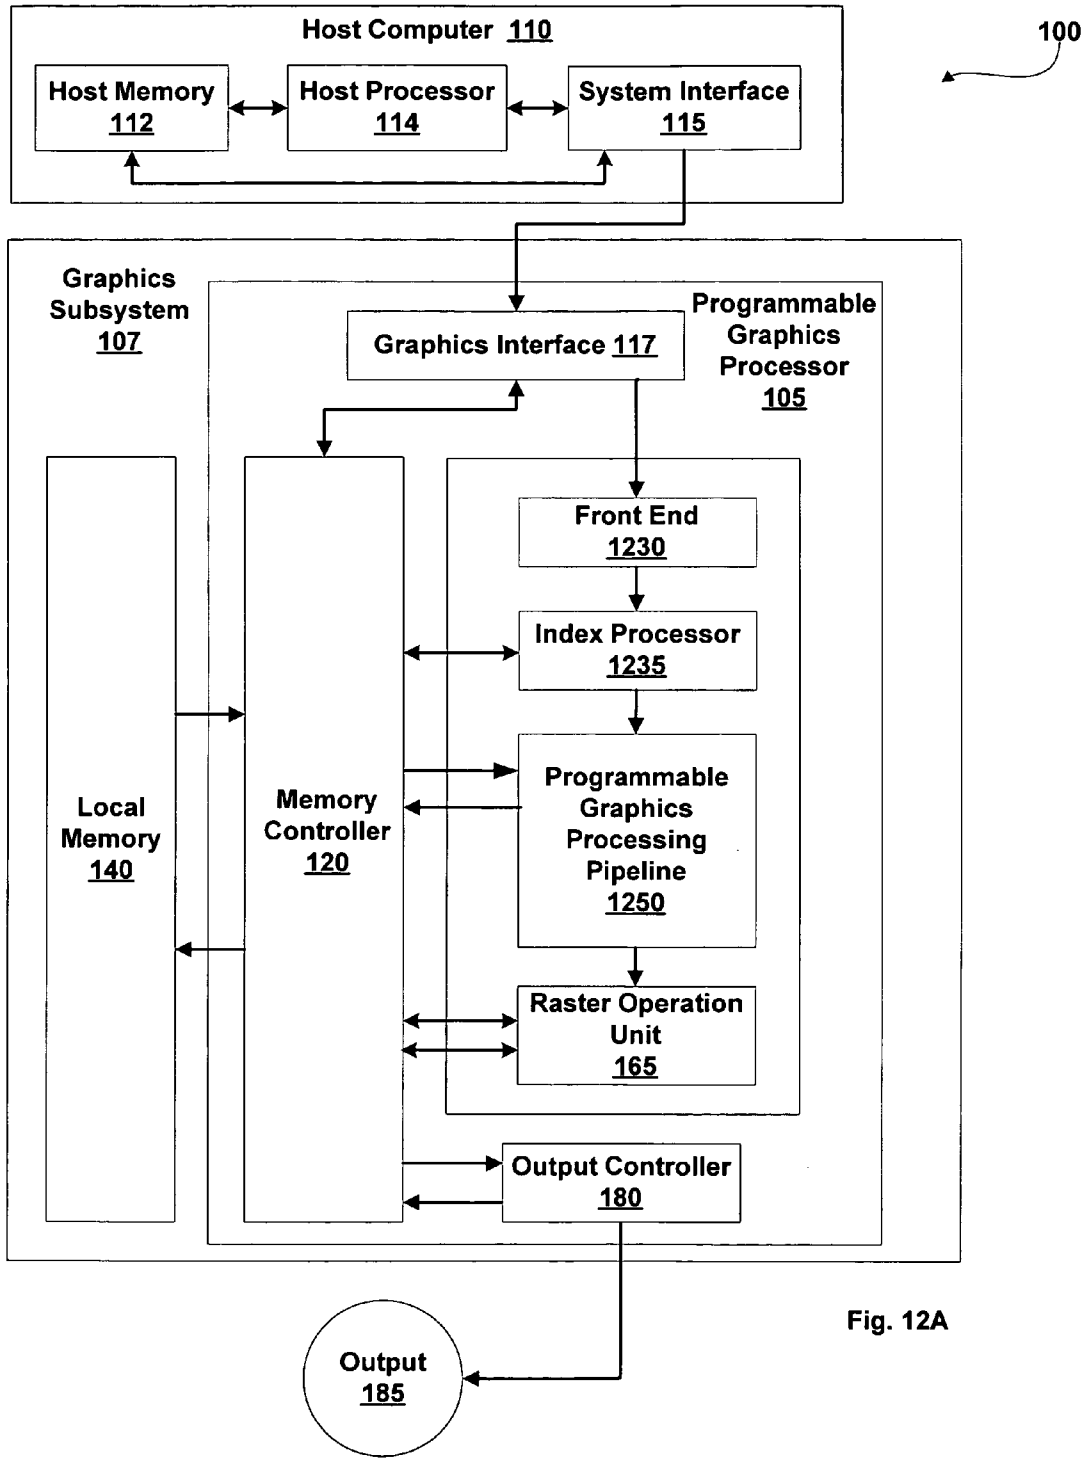 Host Computer 110
100
Host Memory
112
Host Processor
114
System Interface
115
Graphics
Subsystem
107
Programmable
Graphics
Processor
105
Graphics Interface 117
Front End
1230
Index Processor
1235
Programmable
Graphics
Processing
Pipeline
1250
Memory
Controller
120
Local
Memory
140
Raster Operation
Unit
165
Output Controller
180
Output
185
Fig. 12A